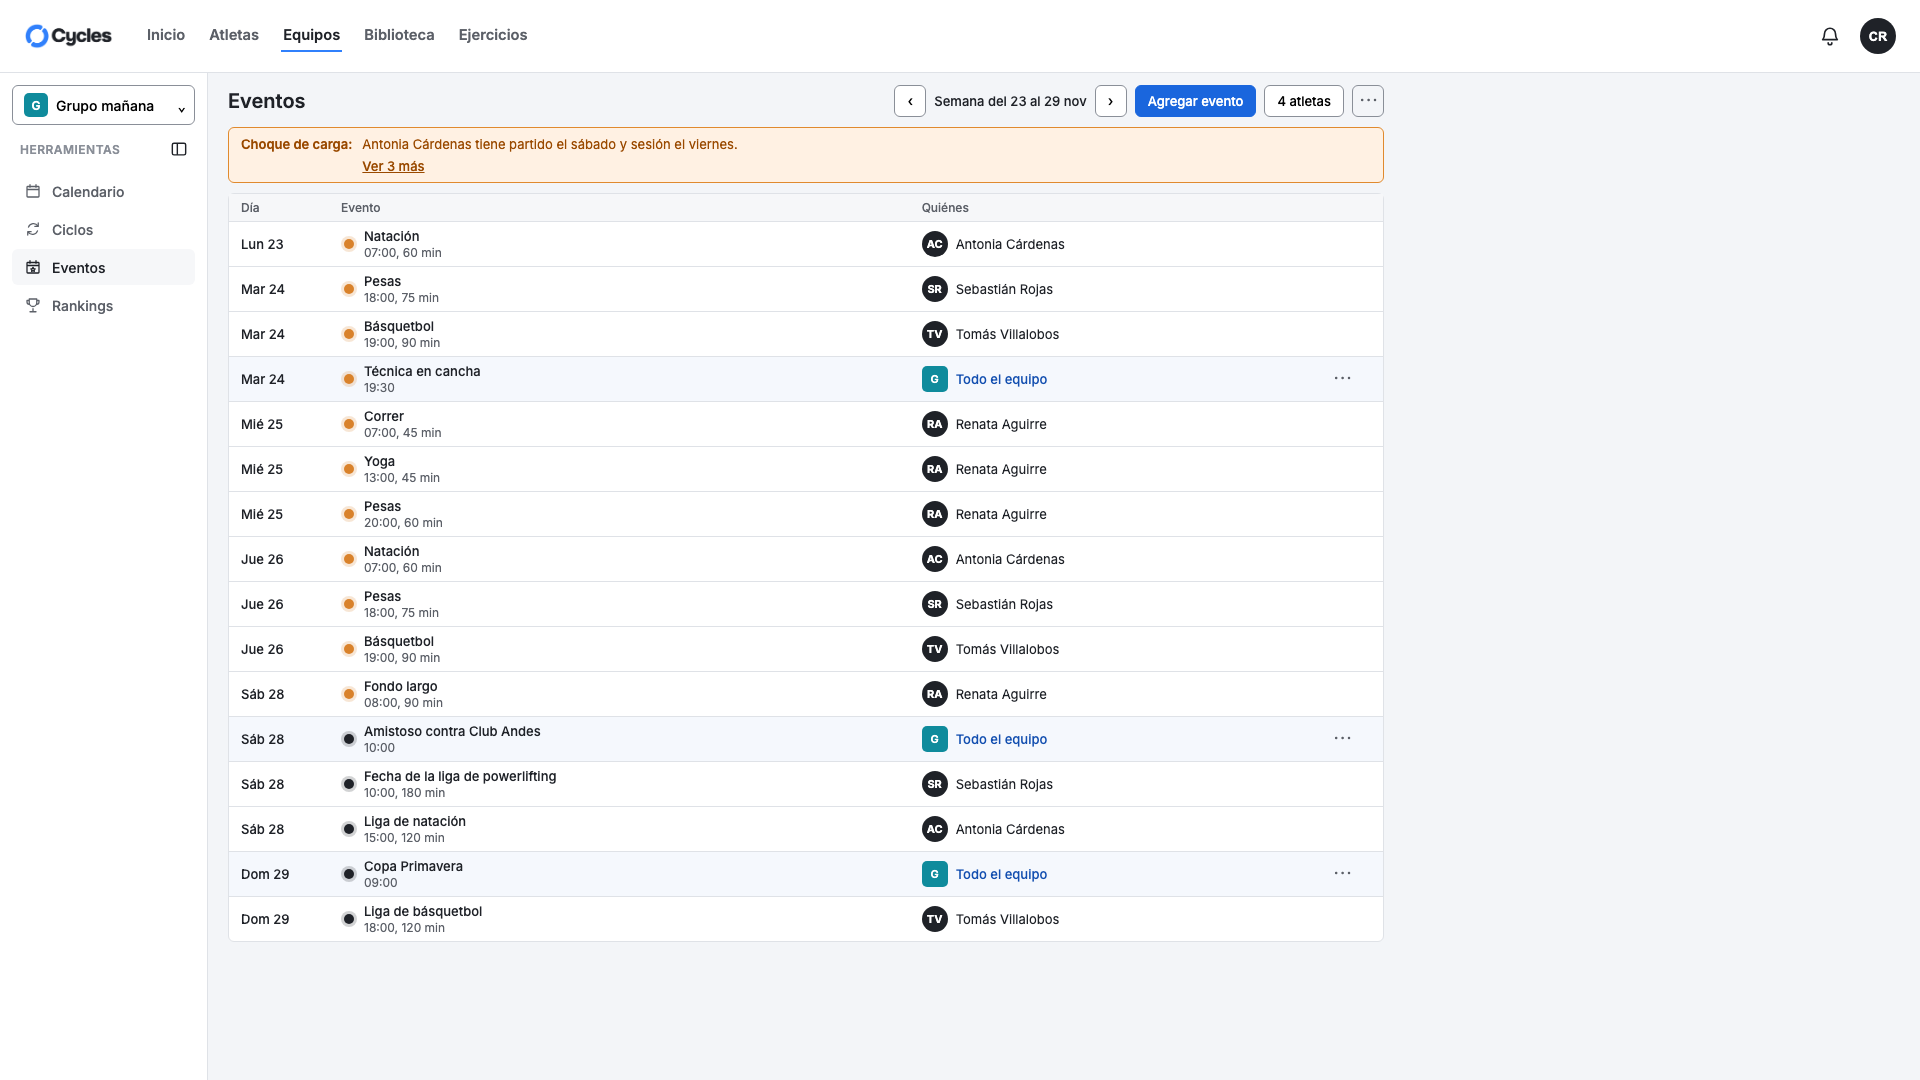 Cycles
Inicio
Atletas
Equipos
Biblioteca
Ejercicios
CR
G
Grupo mañana
HERRAMIENTAS
Calendario
Ciclos
Eventos
Rankings
Eventos
Semana del 23 al 29 nov
Agregar evento
4 atletas
Choque de carga: Antonia Cárdenas tiene partido el sábado y sesión el viernes.
Ver 3 más
Día Evento Quiénes
Lun 23
Natación
07:00, 60 min
AC Antonia Cárdenas
Mar 24
Pesas
18:00, 75 min
SR Sebastián Rojas
Mar 24
Básquetbol
19:00, 90 min
TV Tomás Villalobos
Mar 24
Técnica en cancha
19:30
G Todo el equipo
Mié 25
Correr
07:00, 45 min
RA Renata Aguirre
Mié 25
Yoga
13:00, 45 min
RA Renata Aguirre
Mié 25
Pesas
20:00, 60 min
RA Renata Aguirre
Jue 26
Natación
07:00, 60 min
AC Antonia Cárdenas
Jue 26
Pesas
18:00, 75 min
SR Sebastián Rojas
Jue 26
Básquetbol
19:00, 90 min
TV Tomás Villalobos
Sáb 28
Fondo largo
08:00, 90 min
RA Renata Aguirre
Sáb 28
Amistoso contra Club Andes
10:00
G Todo el equipo
Sáb 28
Fecha de la liga de powerlifting
10:00, 180 min
SR Sebastián Rojas
Sáb 28
Liga de natación
15:00, 120 min
AC Antonia Cárdenas
Dom 29
Copa Primavera
09:00
G Todo el equipo
Dom 29
Liga de básquetbol
18:00, 120 min
TV Tomás Villalobos